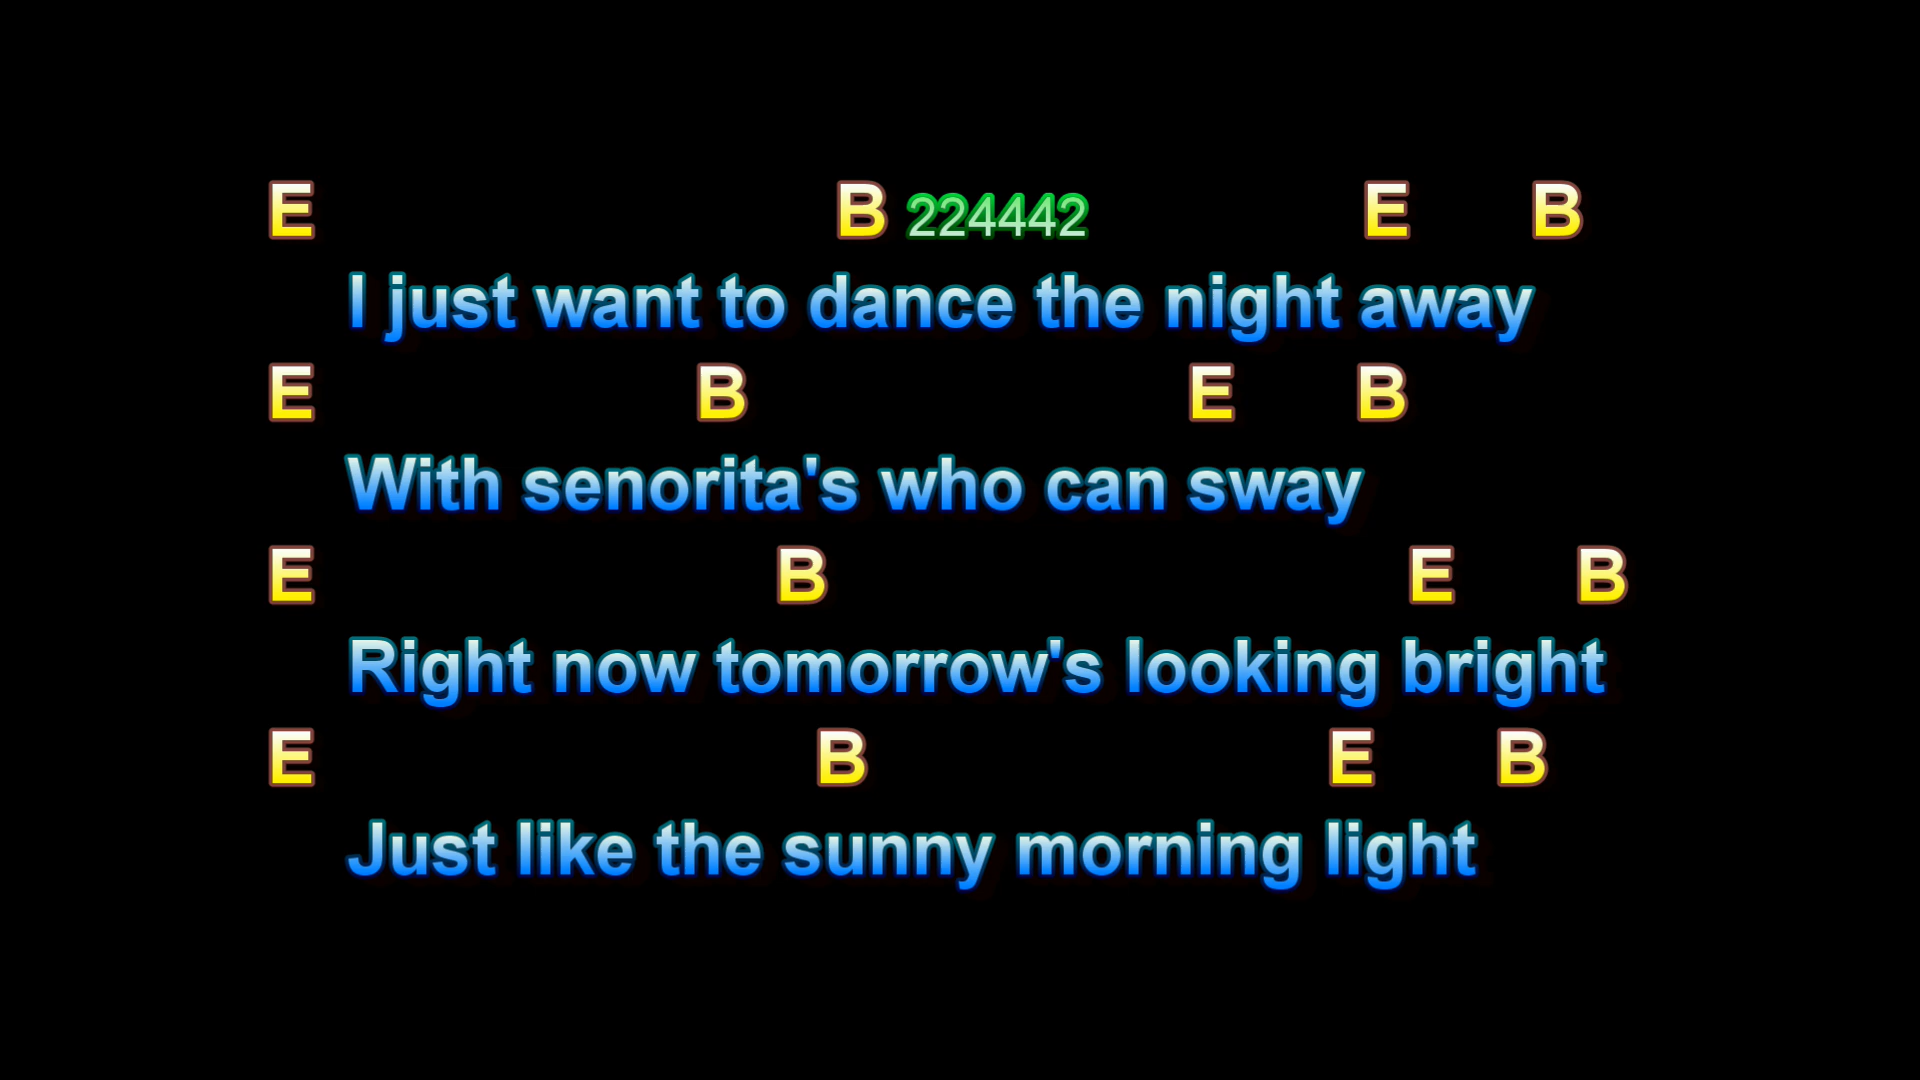 E B 224442 E B
I just want to dance the night away
E B E B
With senorita's who can sway
E B E B
Right now tomorrow's looking bright
E B E B
Just like the sunny morning light